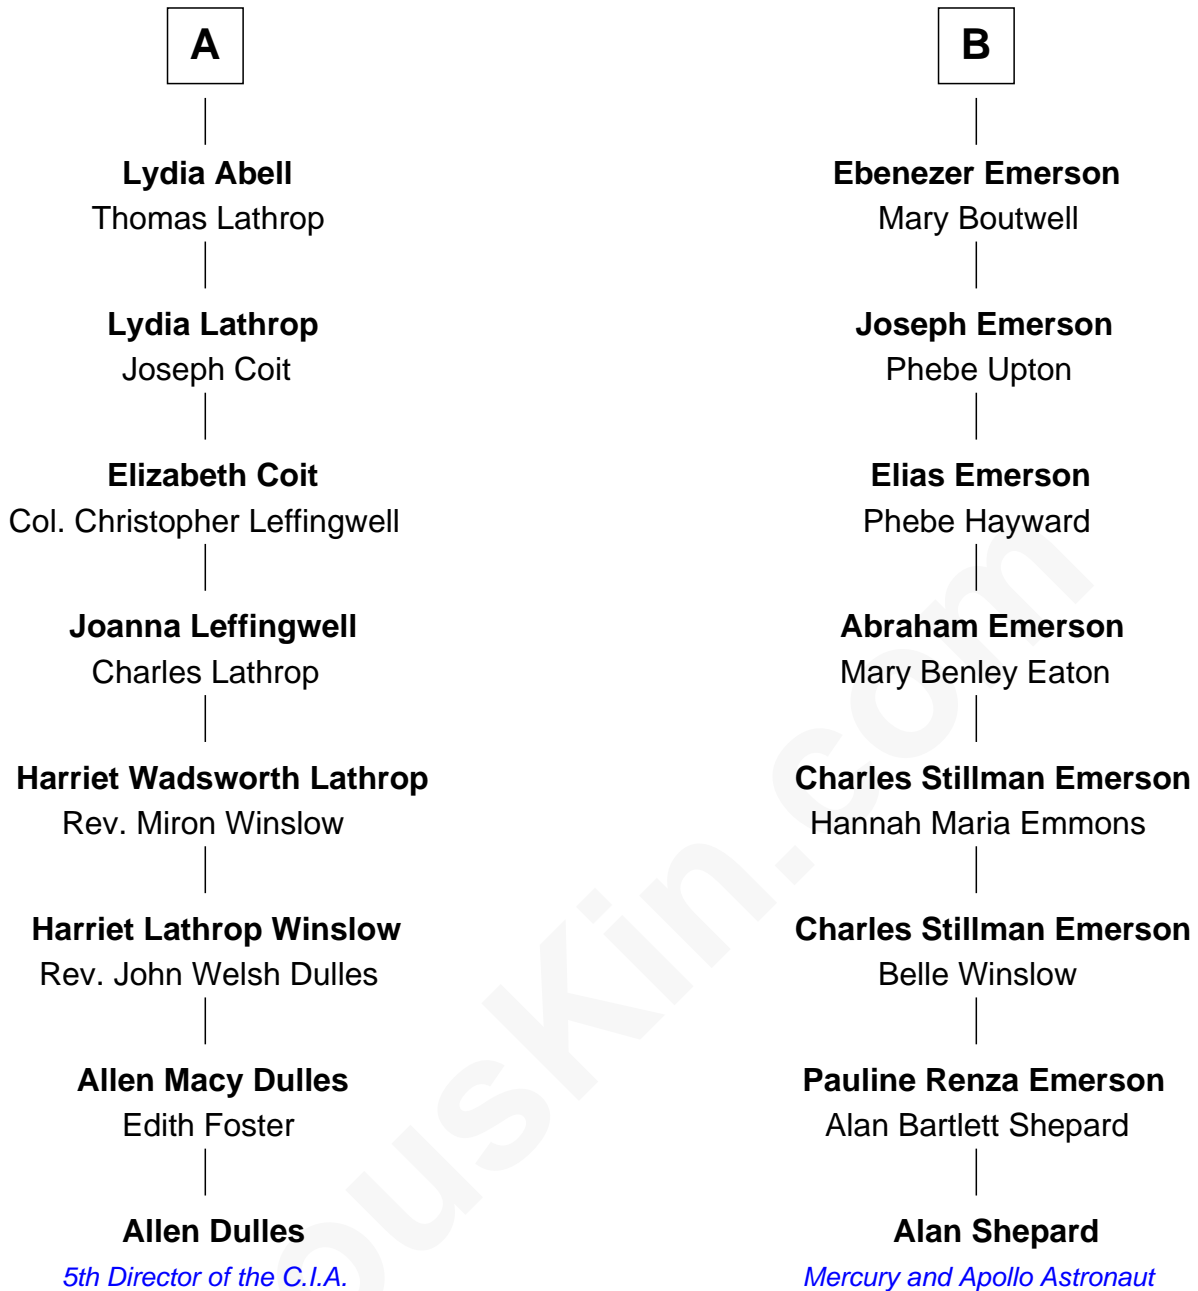 A
Lydia Abell
Thomas Lathrop
Lydia Lathrop
Joseph Coit
Elizabeth Coit
Col. Christopher Leffingwell
Joanna Leffingwell
Charles Lathrop
Harriet Wadsworth Lathrop
Rev. Miron Winslow
Harriet Lathrop Winslow
Rev. John Welsh Dulles
Allen Macy Dulles
Edith Foster
Allen Dulles
5th Director of the C.I.A.
B
Ebenezer Emerson
Mary Boutwell
Joseph Emerson
Phebe Upton
Elias Emerson
Phebe Hayward
Abraham Emerson
Mary Benley Eaton
Charles Stillman Emerson
Hannah Maria Emmons
Charles Stillman Emerson
Belle Winslow
Pauline Renza Emerson
Alan Bartlett Shepard
Alan Shepard
Mercury and Apollo Astronaut
ousKin.com